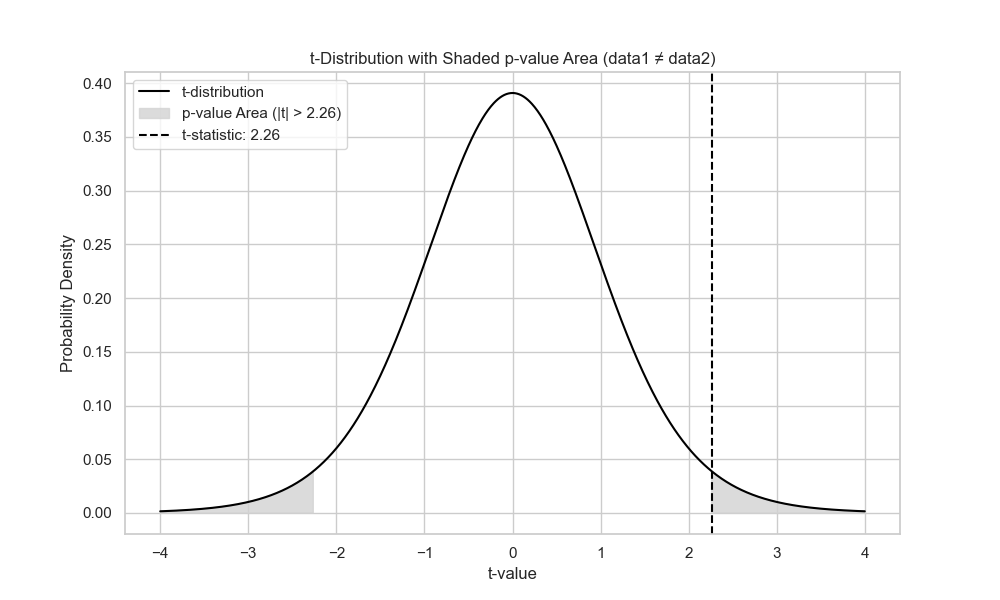 t-Distribution with Shaded p-value Area (data1 ≠ data2)
t-distribution
p-value Area (|t| > 2.26)
t-statistic: 2.26
Probability Density
0.40
0.35
0.30
0.25
0.20
0.15
0.10
0.05
0.00
−4 −3 −2 −1 0 1 2 3 4
t-value